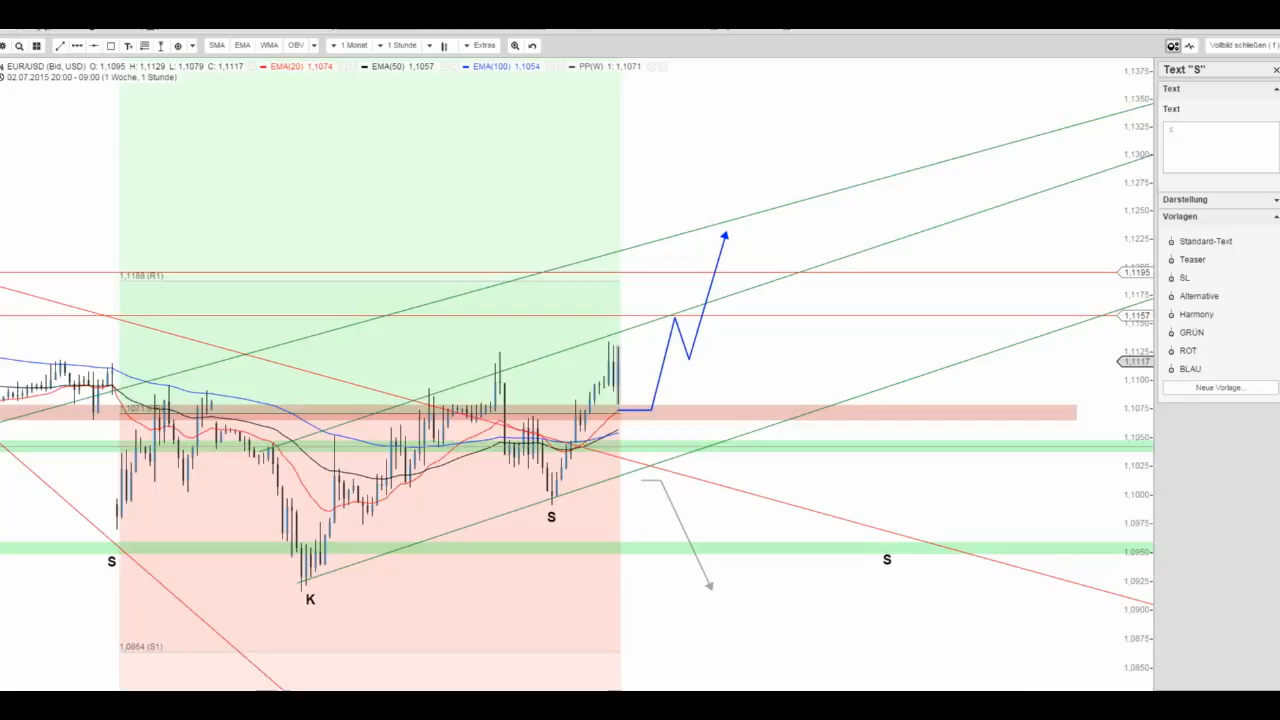 SMA EMA WMA OBV 1 Monat 1 Stunde Extras Vollbild schließen (f)
EUR/USD (Bid, USD) O: 1,1095 H: 1,1129 L: 1,1079 C: 1,1117 EMA(20) 1,1074 EMA(50) 1,1057 EMA(100) 1,1054 PP(W) 1: 1,1071
02.07.2015 20:00 - 09:00 (1 Woche, 1 Stunde)
Text "S"
Text
Text
S
Darstellung
Vorlagen
Standard-Text
Teaser
SL
Alternative
Harmony
GRÜN
ROT
BLAU
Neue Vorlage...
1,1375
1,1350
1,1325
1,1300
1,1275
1,1250
1,1225
1,1195
1,1175
1,1157
1,1150
1,1117
1,1100
1,1075
1,1050
1,1025
1,1000
1,0975
1,0950
1,0925
1,0900
1,0875
1,0850
1,1188 (R1)
1,1071
S
S
S
K
1,0864 (S1)